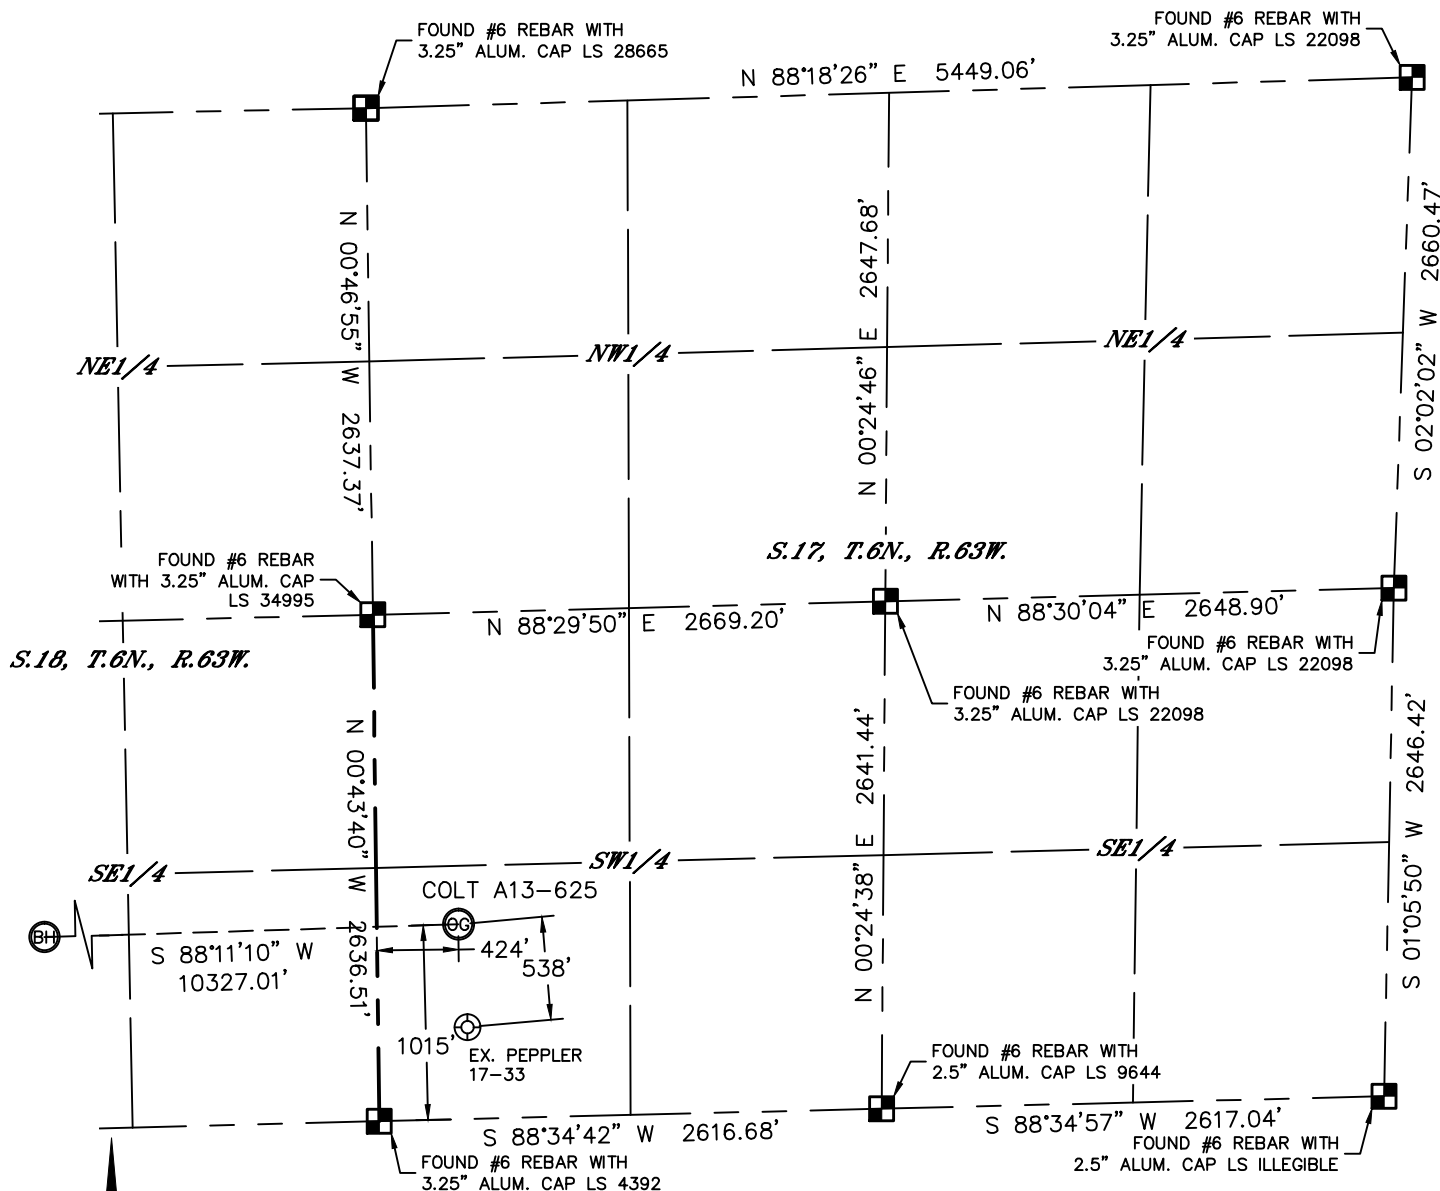 FOUND #6 REBAR WITH
3.25" ALUM. CAP LS 28665
FOUND #6 REBAR WITH
3.25" ALUM. CAP LS 22098
N 88°18'26" E 5449.06'
N 00°46'55" W 2637.37'
N 00°24'46" E 2647.68'
S 02°02'02" W 2660.47'
NE1/4
NW1/4
NE1/4
S.17, T.6N., R.63W.
FOUND #6 REBAR
WITH 3.25" ALUM. CAP
LS 34995
N 88°29'50" E 2669.20'
N 88°30'04" E 2648.90'
FOUND #6 REBAR WITH
3.25" ALUM. CAP LS 22098
S.18, T.6N., R.63W.
FOUND #6 REBAR WITH
3.25" ALUM. CAP LS 22098
N 00°43'40" W 2636.51'
N 00°24'38" E 2641.44'
S 01°05'50" W 2646.42'
SE1/4
SW1/4
SE1/4
COLT A13-625
OG
BH
S 88°11'10" W
10327.01'
424'
538'
1015'
EX. PEPPLER
17-33
FOUND #6 REBAR WITH
2.5" ALUM. CAP LS 9644
S 88°34'42" W 2616.68'
S 88°34'57" W 2617.04'
FOUND #6 REBAR WITH
2.5" ALUM. CAP LS ILLEGIBLE
FOUND #6 REBAR WITH
3.25" ALUM. CAP LS 4392